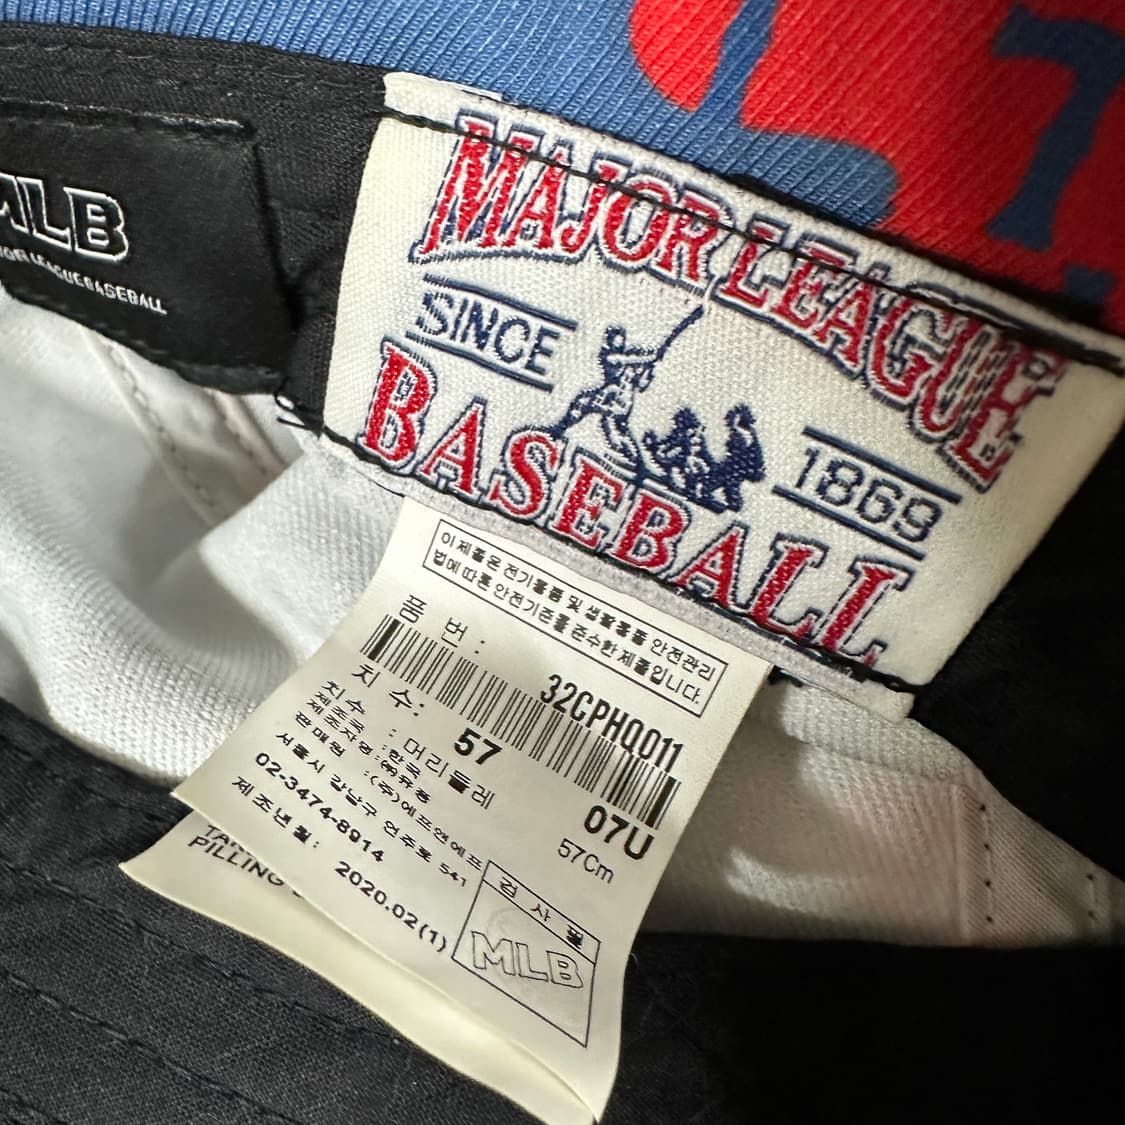 MLB
MAJOR LEAGUE BASEBALL
MAJOR LEAGUE
SINCE
1869
BASEBALL
이 제품은 전기용품 및 생활용품 안전관리
법에 따른 안전기준을 준수한 제품입니다.
품 번 :
32CPHQ011
치 수: 57 07U
치수 : 머리둘레 57Cm
제조국 : 한국
제조자명 :
판매원 : (주)에프앤에프
서울시 강남구 언주로 541
02-3474-8914
제조년월 : 2020.02(1)
검 사 필
MLB
PILLING